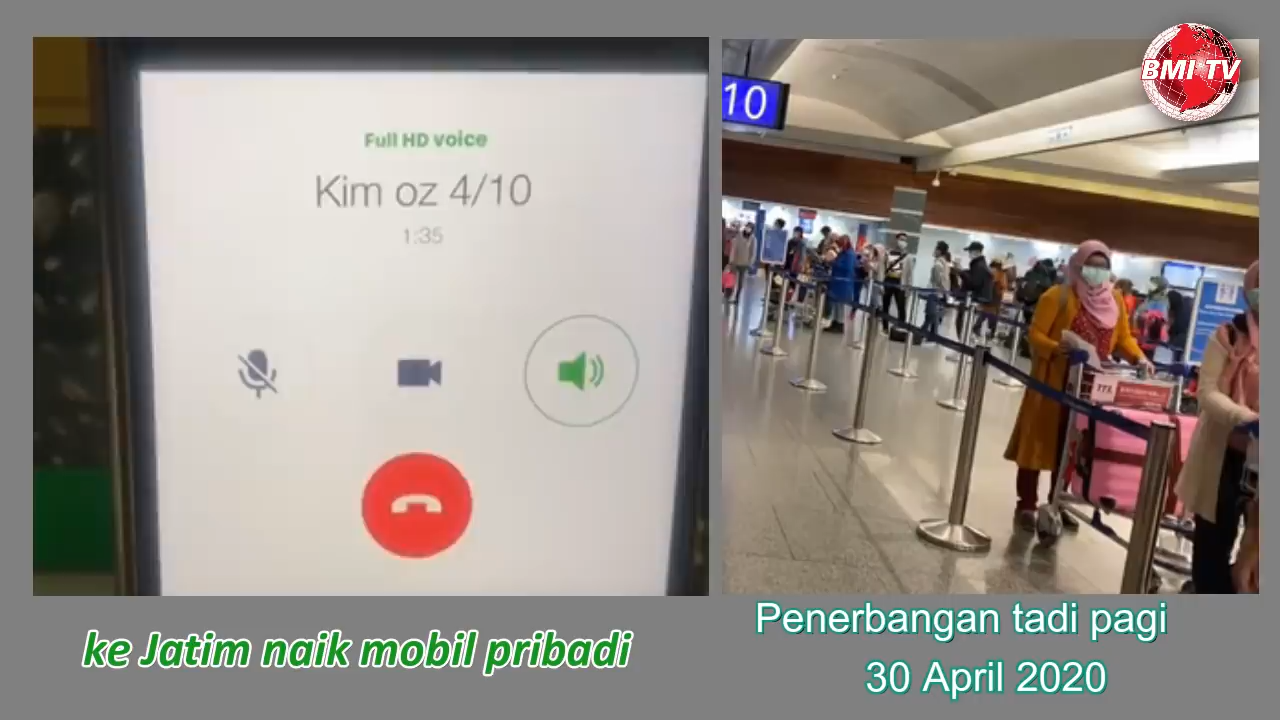 Full HD voice
Kim oz 4/10
1:35
ke Jatim naik mobil pribadi
10
BMI TV
Penerbangan tadi pagi
30 April 2020